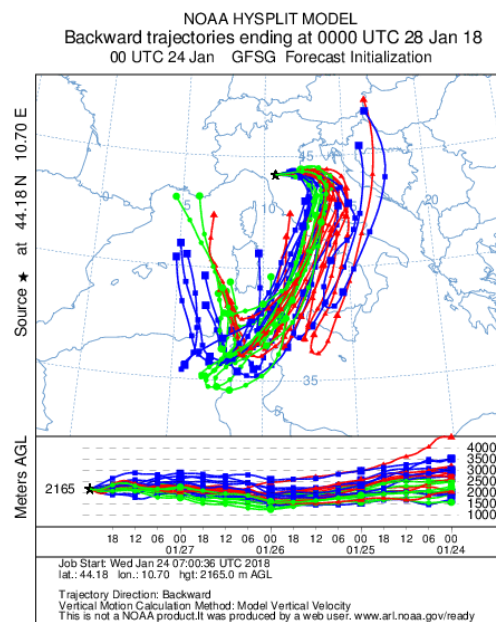 NOAA HYSPLIT MODEL
Backward trajectories ending at 0000 UTC 28 Jan 18
00 UTC 24 Jan GFSG Forecast Initialization
Source ★ at 44.18 N 10.70 E
45
5
10
15
20
35
Meters AGL
2165
4000
3500
3000
2500
2000
1500
1000
18 12 06 00 18 12 06 00 18 12 06 00 18 12 06 00
01/27 01/26 01/25 01/24
Job Start: Wed Jan 24 07:00:36 UTC 2018
lat.: 44.18 lon.: 10.70 hgt: 2165.0 m AGL
Trajectory Direction: Backward
Vertical Motion Calculation Method: Model Vertical Velocity
This is not a NOAA product.It was produced by a web user. www.arl.noaa.gov/ready